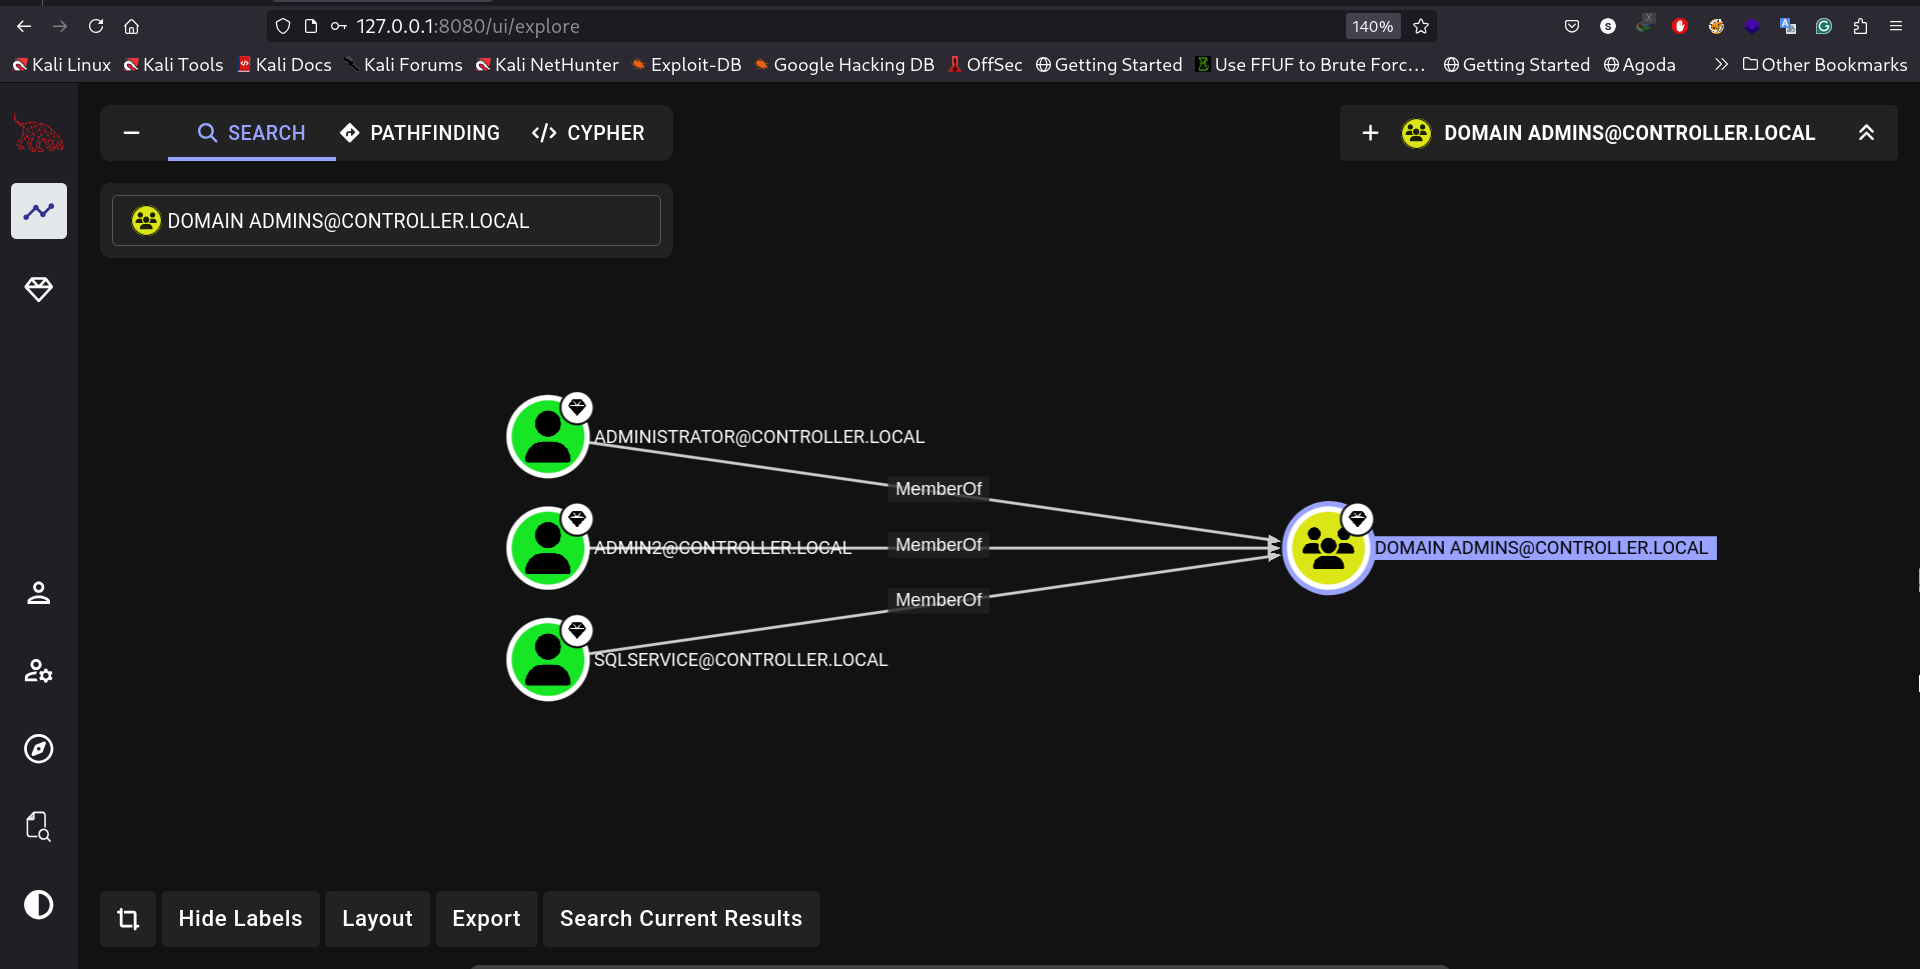 127.0.0.1:8080/ui/explore
140%
Kali Linux Kali Tools Kali Docs Kali Forums Kali NetHunter Exploit-DB Google Hacking DB OffSec Getting Started Use FFUF to Brute Forc... Getting Started Agoda Other Bookmarks
SEARCH PATHFINDING CYPHER
DOMAIN ADMINS@CONTROLLER.LOCAL
DOMAIN ADMINS@CONTROLLER.LOCAL
ADMINISTRATOR@CONTROLLER.LOCAL
MemberOf
ADMIN2@CONTROLLER.LOCAL
MemberOf
DOMAIN ADMINS@CONTROLLER.LOCAL
MemberOf
SQLSERVICE@CONTROLLER.LOCAL
Hide Labels
Layout
Export
Search Current Results